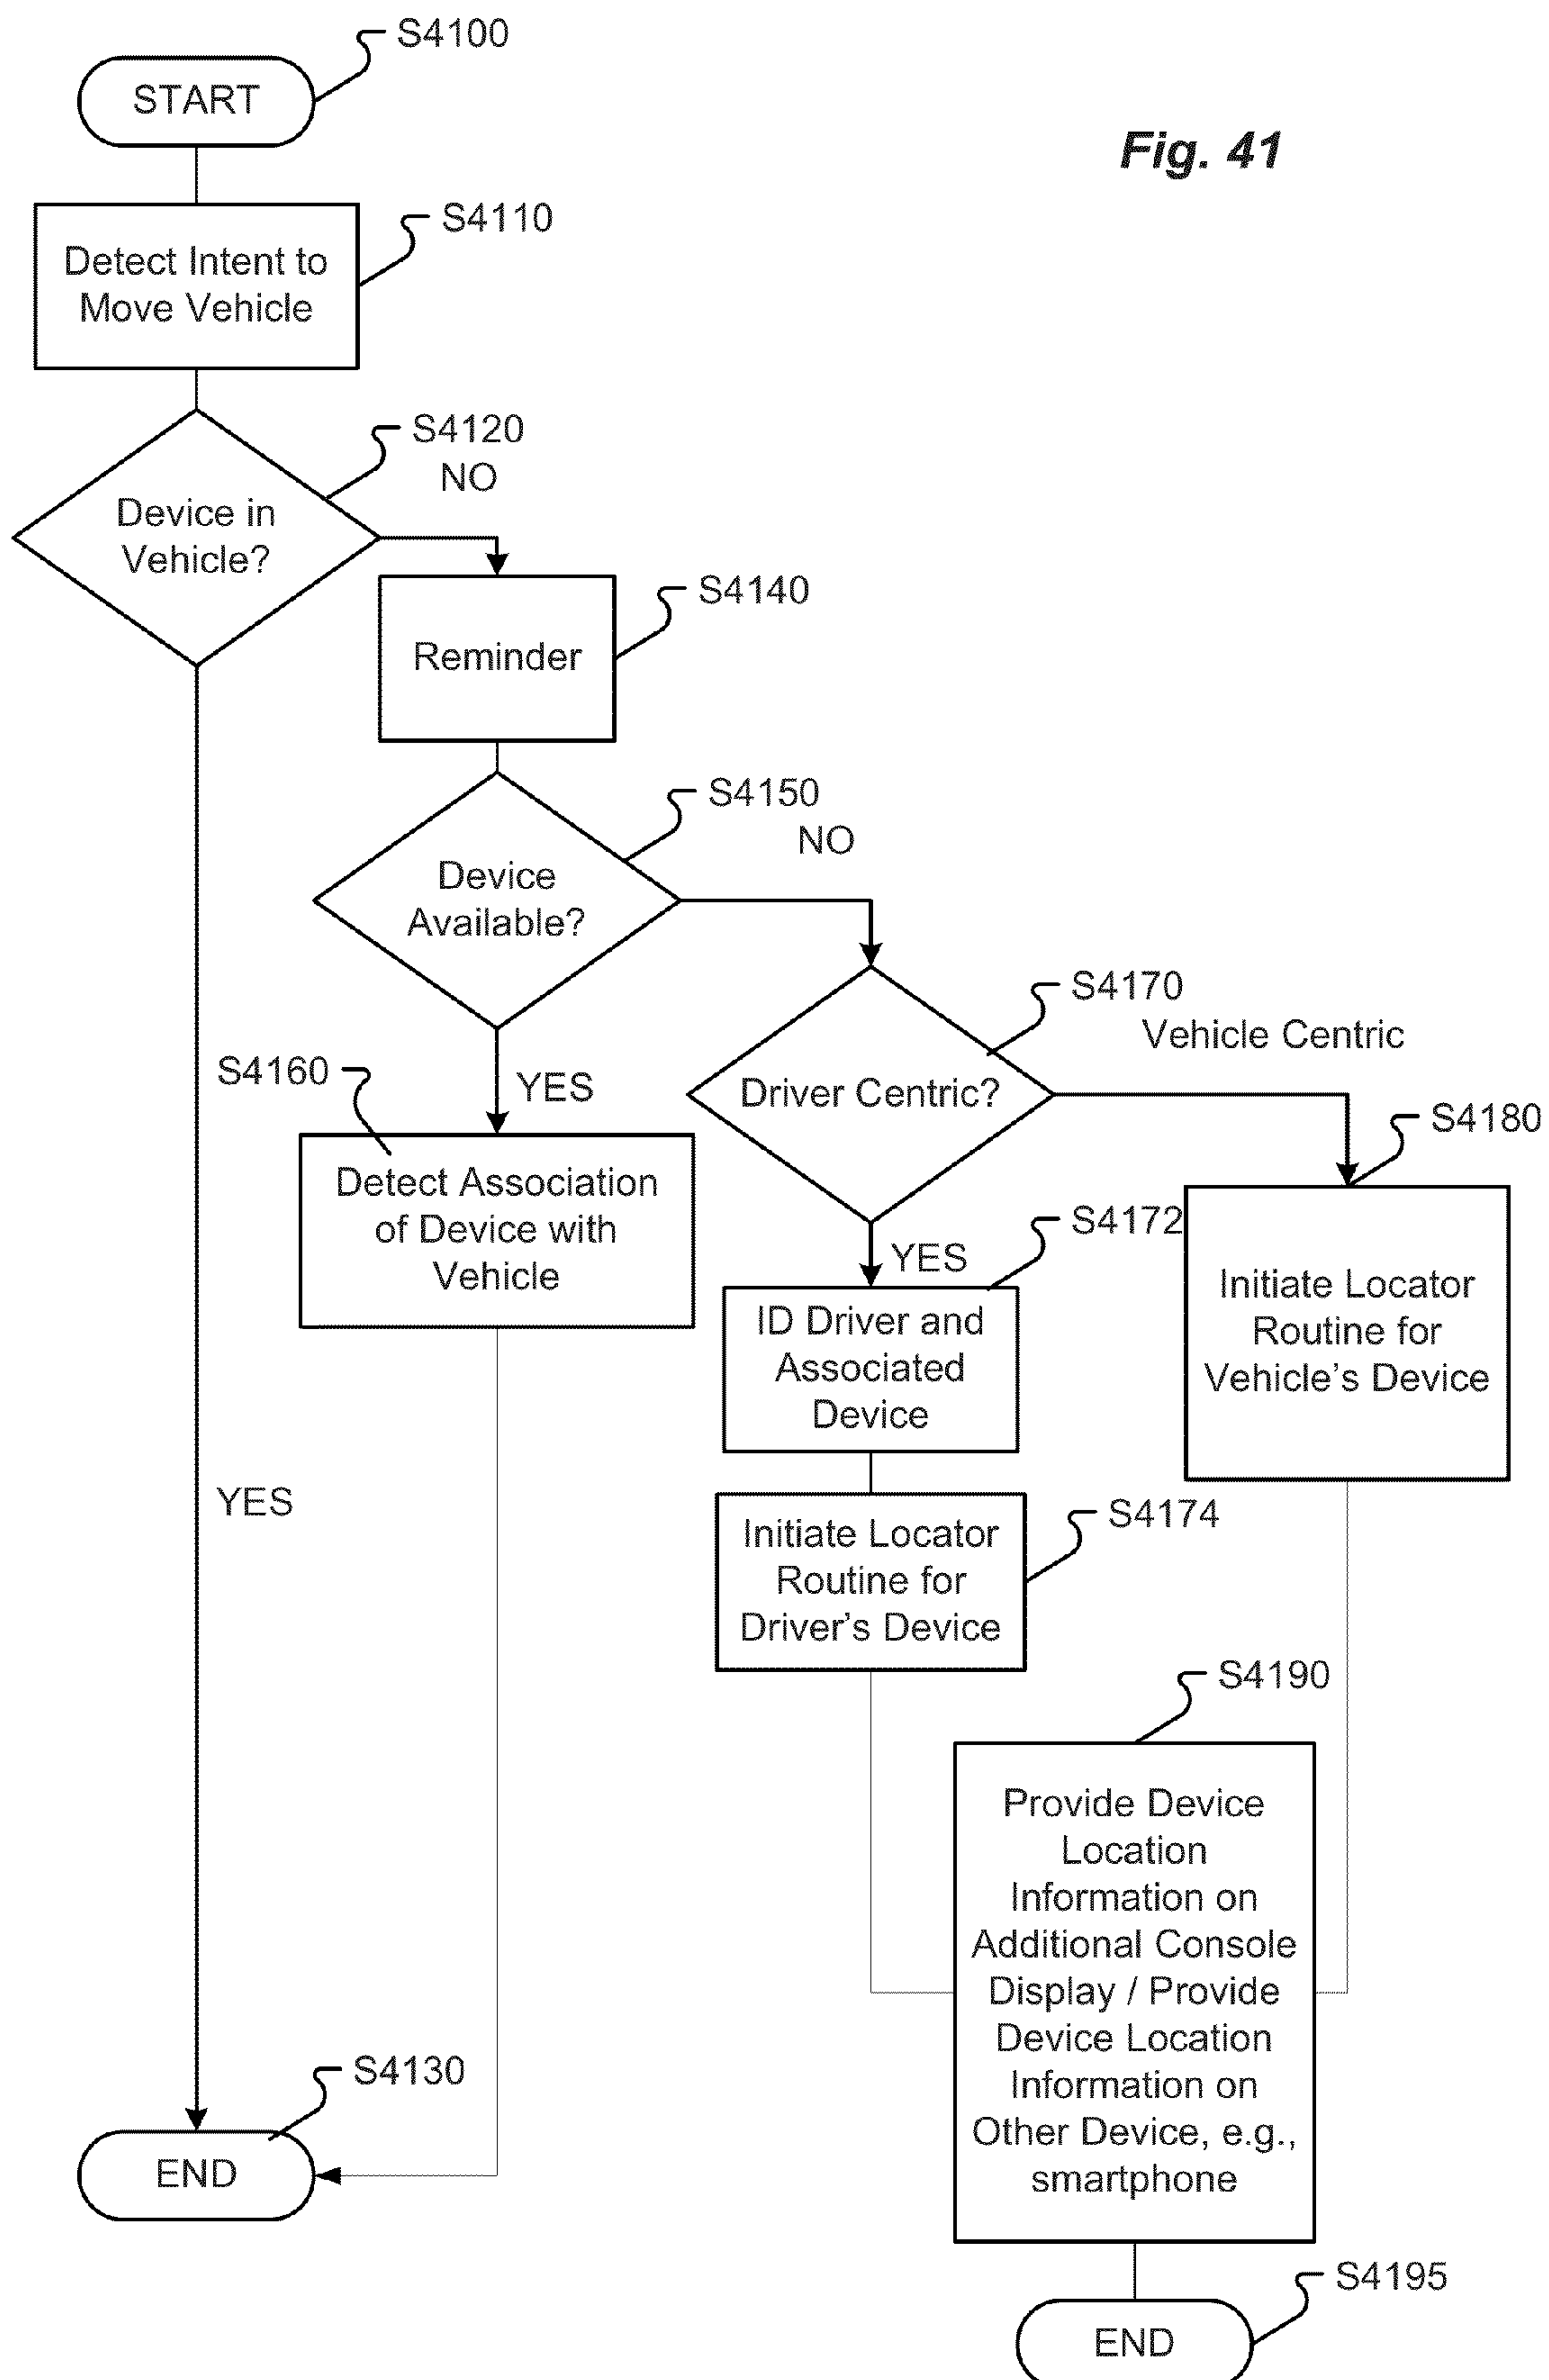 S4100
START
Fig. 41
S4110
Detect Intent to
Move Vehicle
S4120
NO
Device in
Vehicle?
S4140
Reminder
S4150
NO
Device
Available?
S4170
Vehicle Centric
Driver Centric?
S4160
YES
S4180
Detect Association
of Device with
Vehicle
S4172
YES
ID Driver and
Associated
Device
Initiate Locator
Routine for
Vehicle's Device
YES
S4174
Initiate Locator
Routine for
Driver's Device
S4190
Provide Device
Location
Information on
Additional Console
Display / Provide
Device Location
Information on
Other Device, e.g.,
smartphone
S4130
END
S4195
END